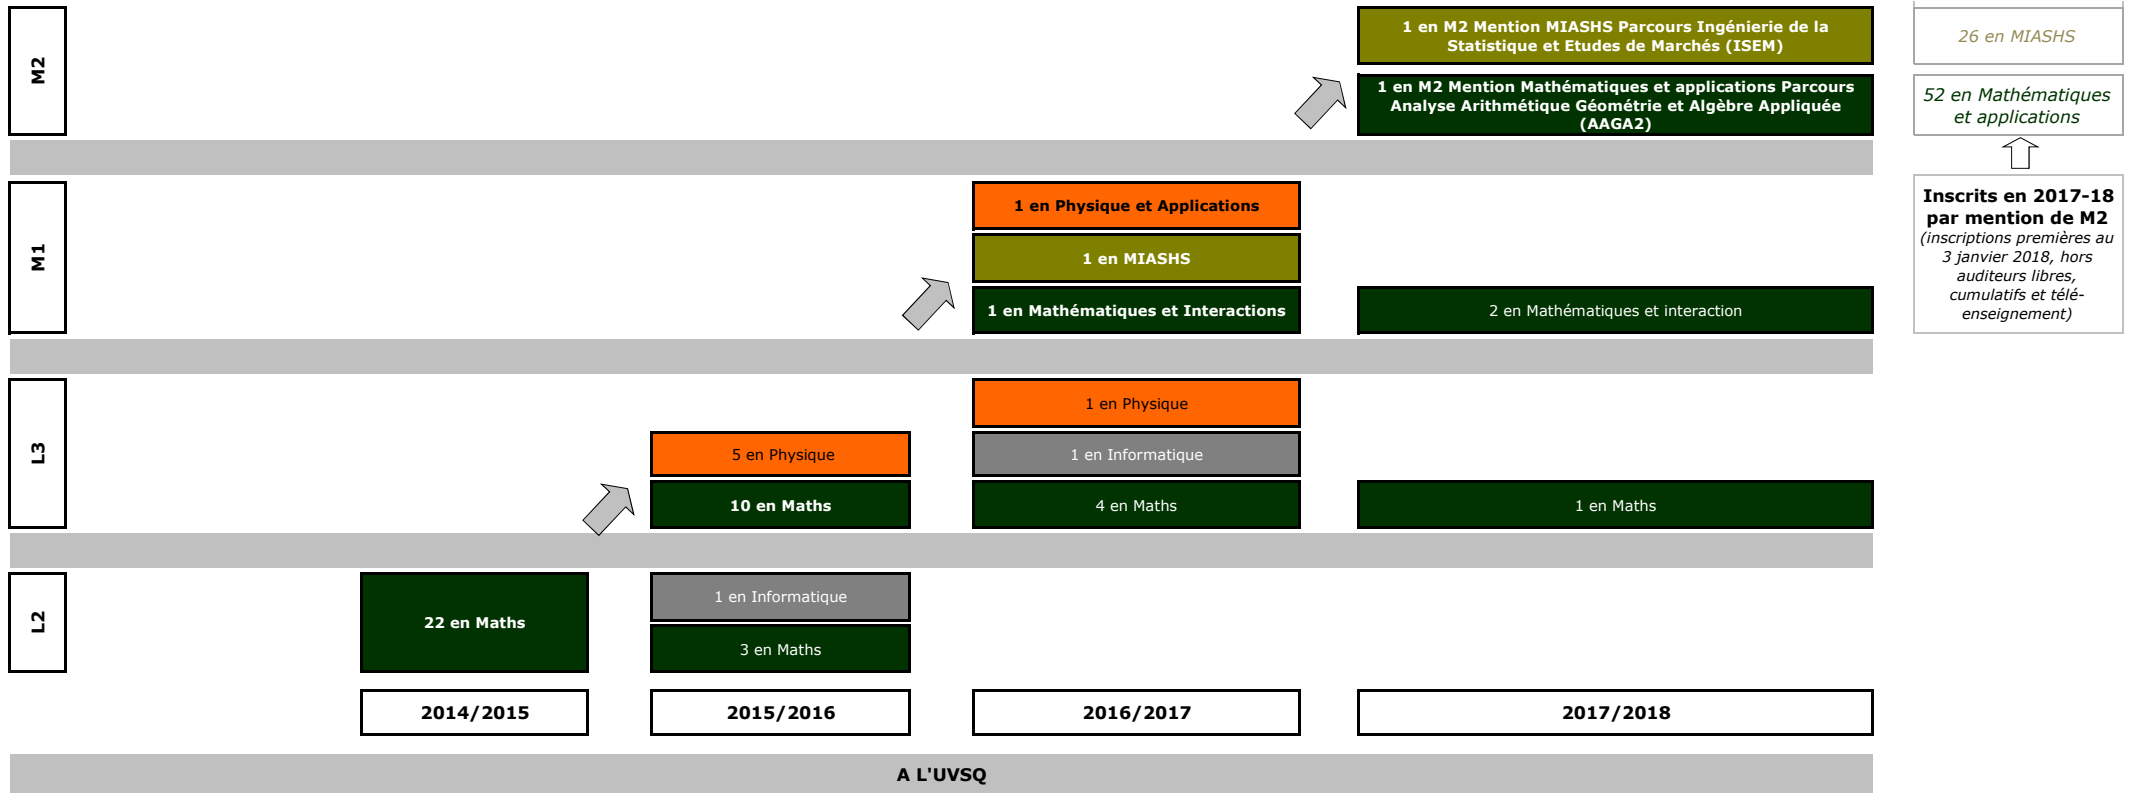 M2
1 en M2 Mention MIASHS Parcours Ingénierie de la
Statistique et Etudes de Marchés (ISEM)
26 en MIASHS
1 en M2 Mention Mathématiques et applications Parcours
Analyse Arithmétique Géométrie et Algèbre Appliquée
(AAGA2)
52 en Mathématiques
et applications
M1
1 en Physique et Applications
1 en MIASHS
1 en Mathématiques et Interactions
2 en Mathématiques et interaction
Inscrits en 2017-18
par mention de M2
(inscriptions premières au
3 janvier 2018, hors
auditeurs libres,
cumulatifs et télé-
enseignement)
L3
5 en Physique
10 en Maths
1 en Physique
1 en Informatique
4 en Maths
1 en Maths
L2
22 en Maths
1 en Informatique
3 en Maths
2014/2015
2015/2016
2016/2017
2017/2018
A L'UVSQ